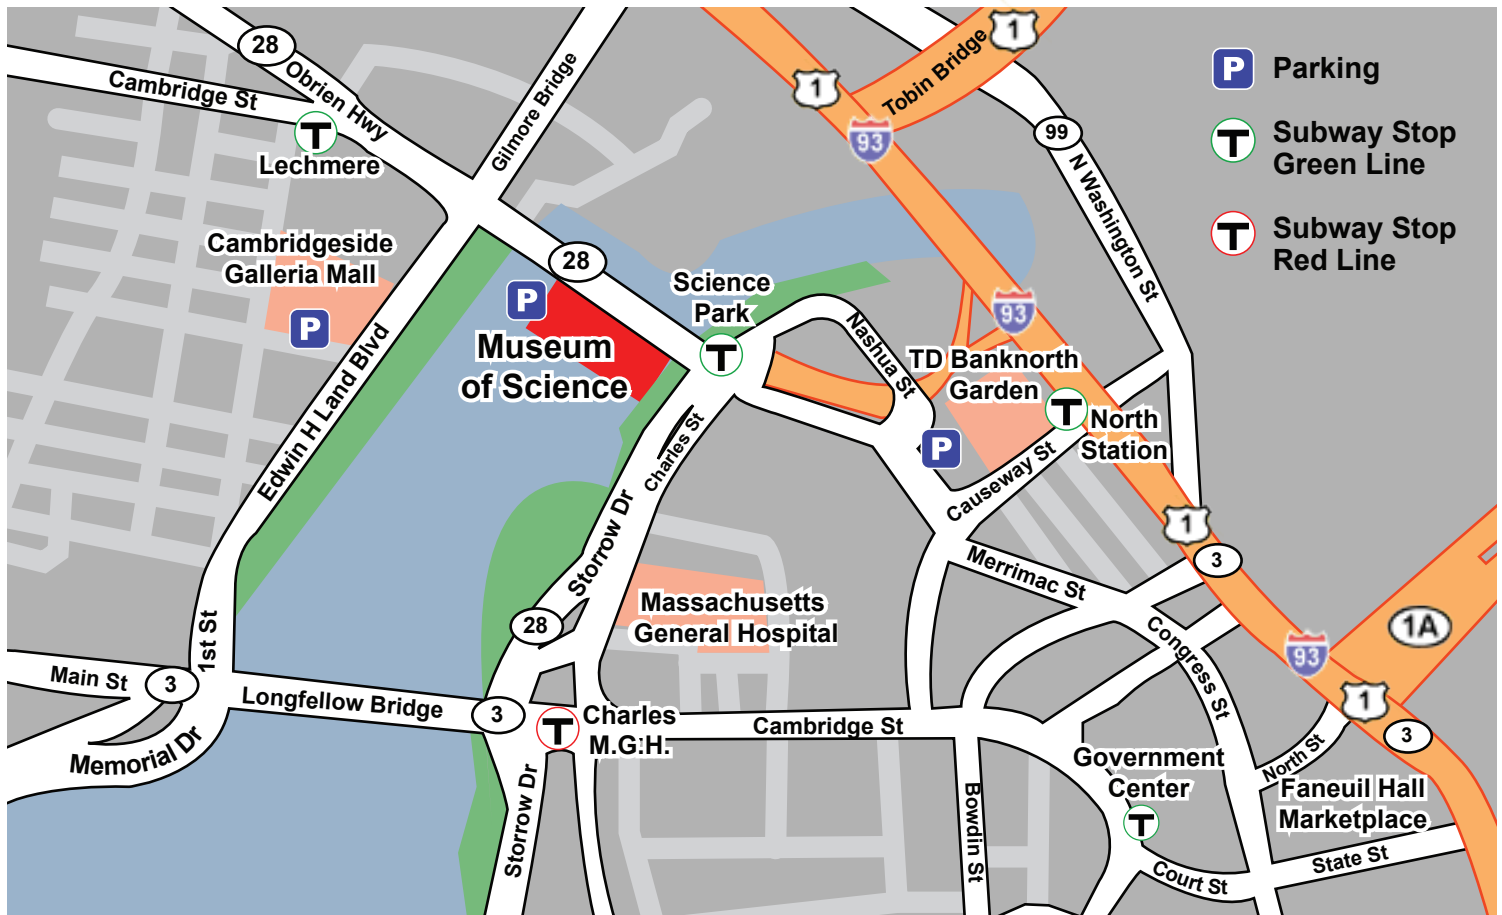 28
Obrien Hwy
Cambridge St
T
Lechmere
Gilmore Bridge
1
1
Tobin Bridge
93
99
N Washington St
P Parking
T Subway Stop
Green Line
T Subway Stop
Red Line
Cambridgeside
Galleria Mall
P
28
P
Museum
of Science
Science
Park
T
Nashua St
93
TD Banknorth
Garden
T
North
Station
P
Causeway St
Edwin H Land Blvd
Charles St
Storrow Dr
1
3
Merrimac St
Massachusetts
General Hospital
28
1st St
Congress St
1A
93
1
3
Main St
3
Longfellow Bridge
3
T
Charles
M.G.H.
Cambridge St
Memorial Dr
Storrow Dr
Bowdin St
Government
Center
T
North St
Faneuil Hall
Marketplace
Court St
State St